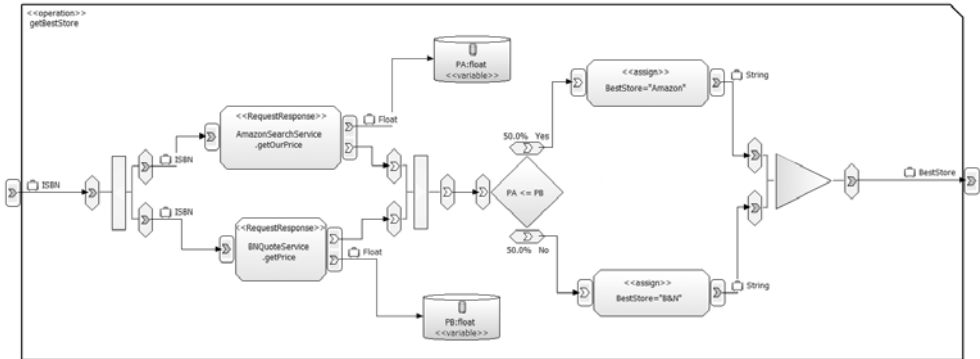 <<operation>>
getBestStore
PA:float
<<variable>>
<<assign>>
BestStore="Amazon"
String
<<RequestResponse>>
AmazonSearchService
.getOurPrice
Float
50.0% Yes
ISBN
ISBN
PA <= PB
BestStore
ISBN
<<RequestResponse>>
BNQuoteService
.getPrice
Float
50.0% No
<<assign>>
BestStore="B&N"
String
PB:float
<<variable>>